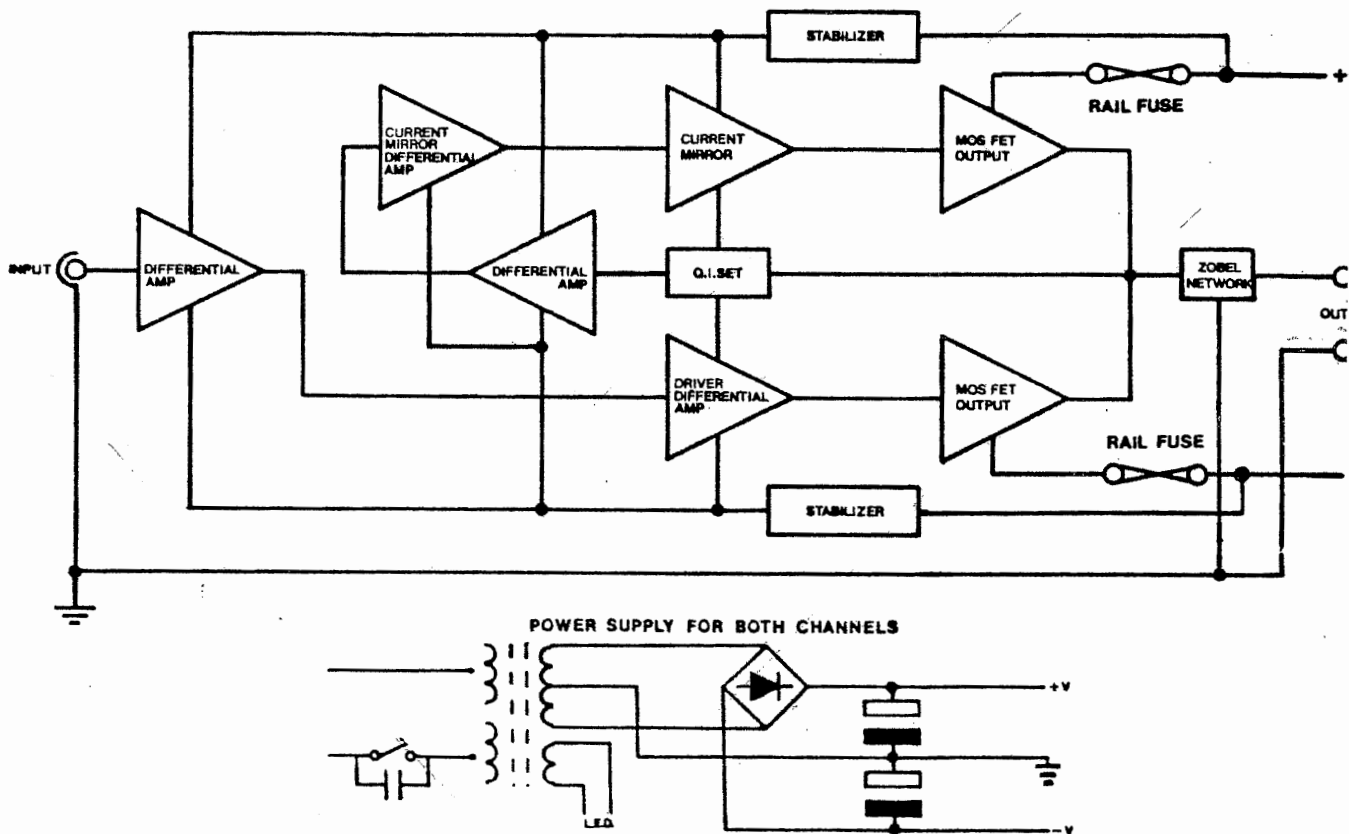 STABILIZER
+
RAIL FUSE
CURRENT
MIRROR
DIFFERENTIAL
AMP
CURRENT
MIRROR
MOS FET
OUTPUT
INPUT
DIFFERENTIAL
AMP
DIFFERENTIAL
AMP
Q.I.SET
ZOBEL
NETWORK
OUT
DRIVER
DIFFERENTIAL
AMP
MOS FET
OUTPUT
RAIL FUSE
STABILIZER
POWER SUPPLY FOR BOTH CHANNELS
+V
L.E.D.
-V